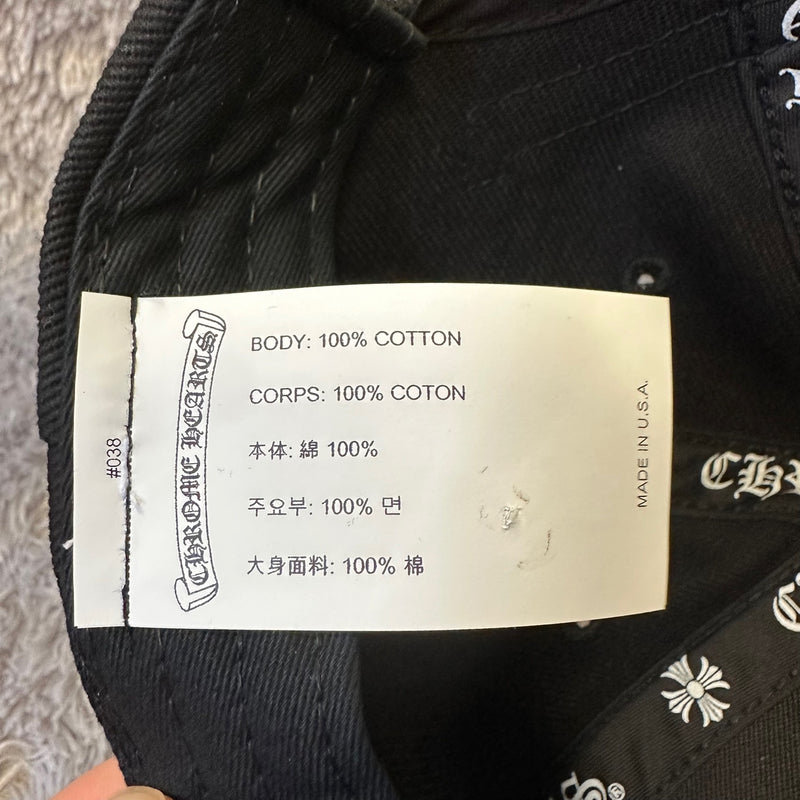 #038
CHROME HEARTS
BODY: 100% COTTON
CORPS: 100% COTON
本体: 綿 100%
주요부: 100% 면
大身面料: 100% 棉
MADE IN U.S.A.